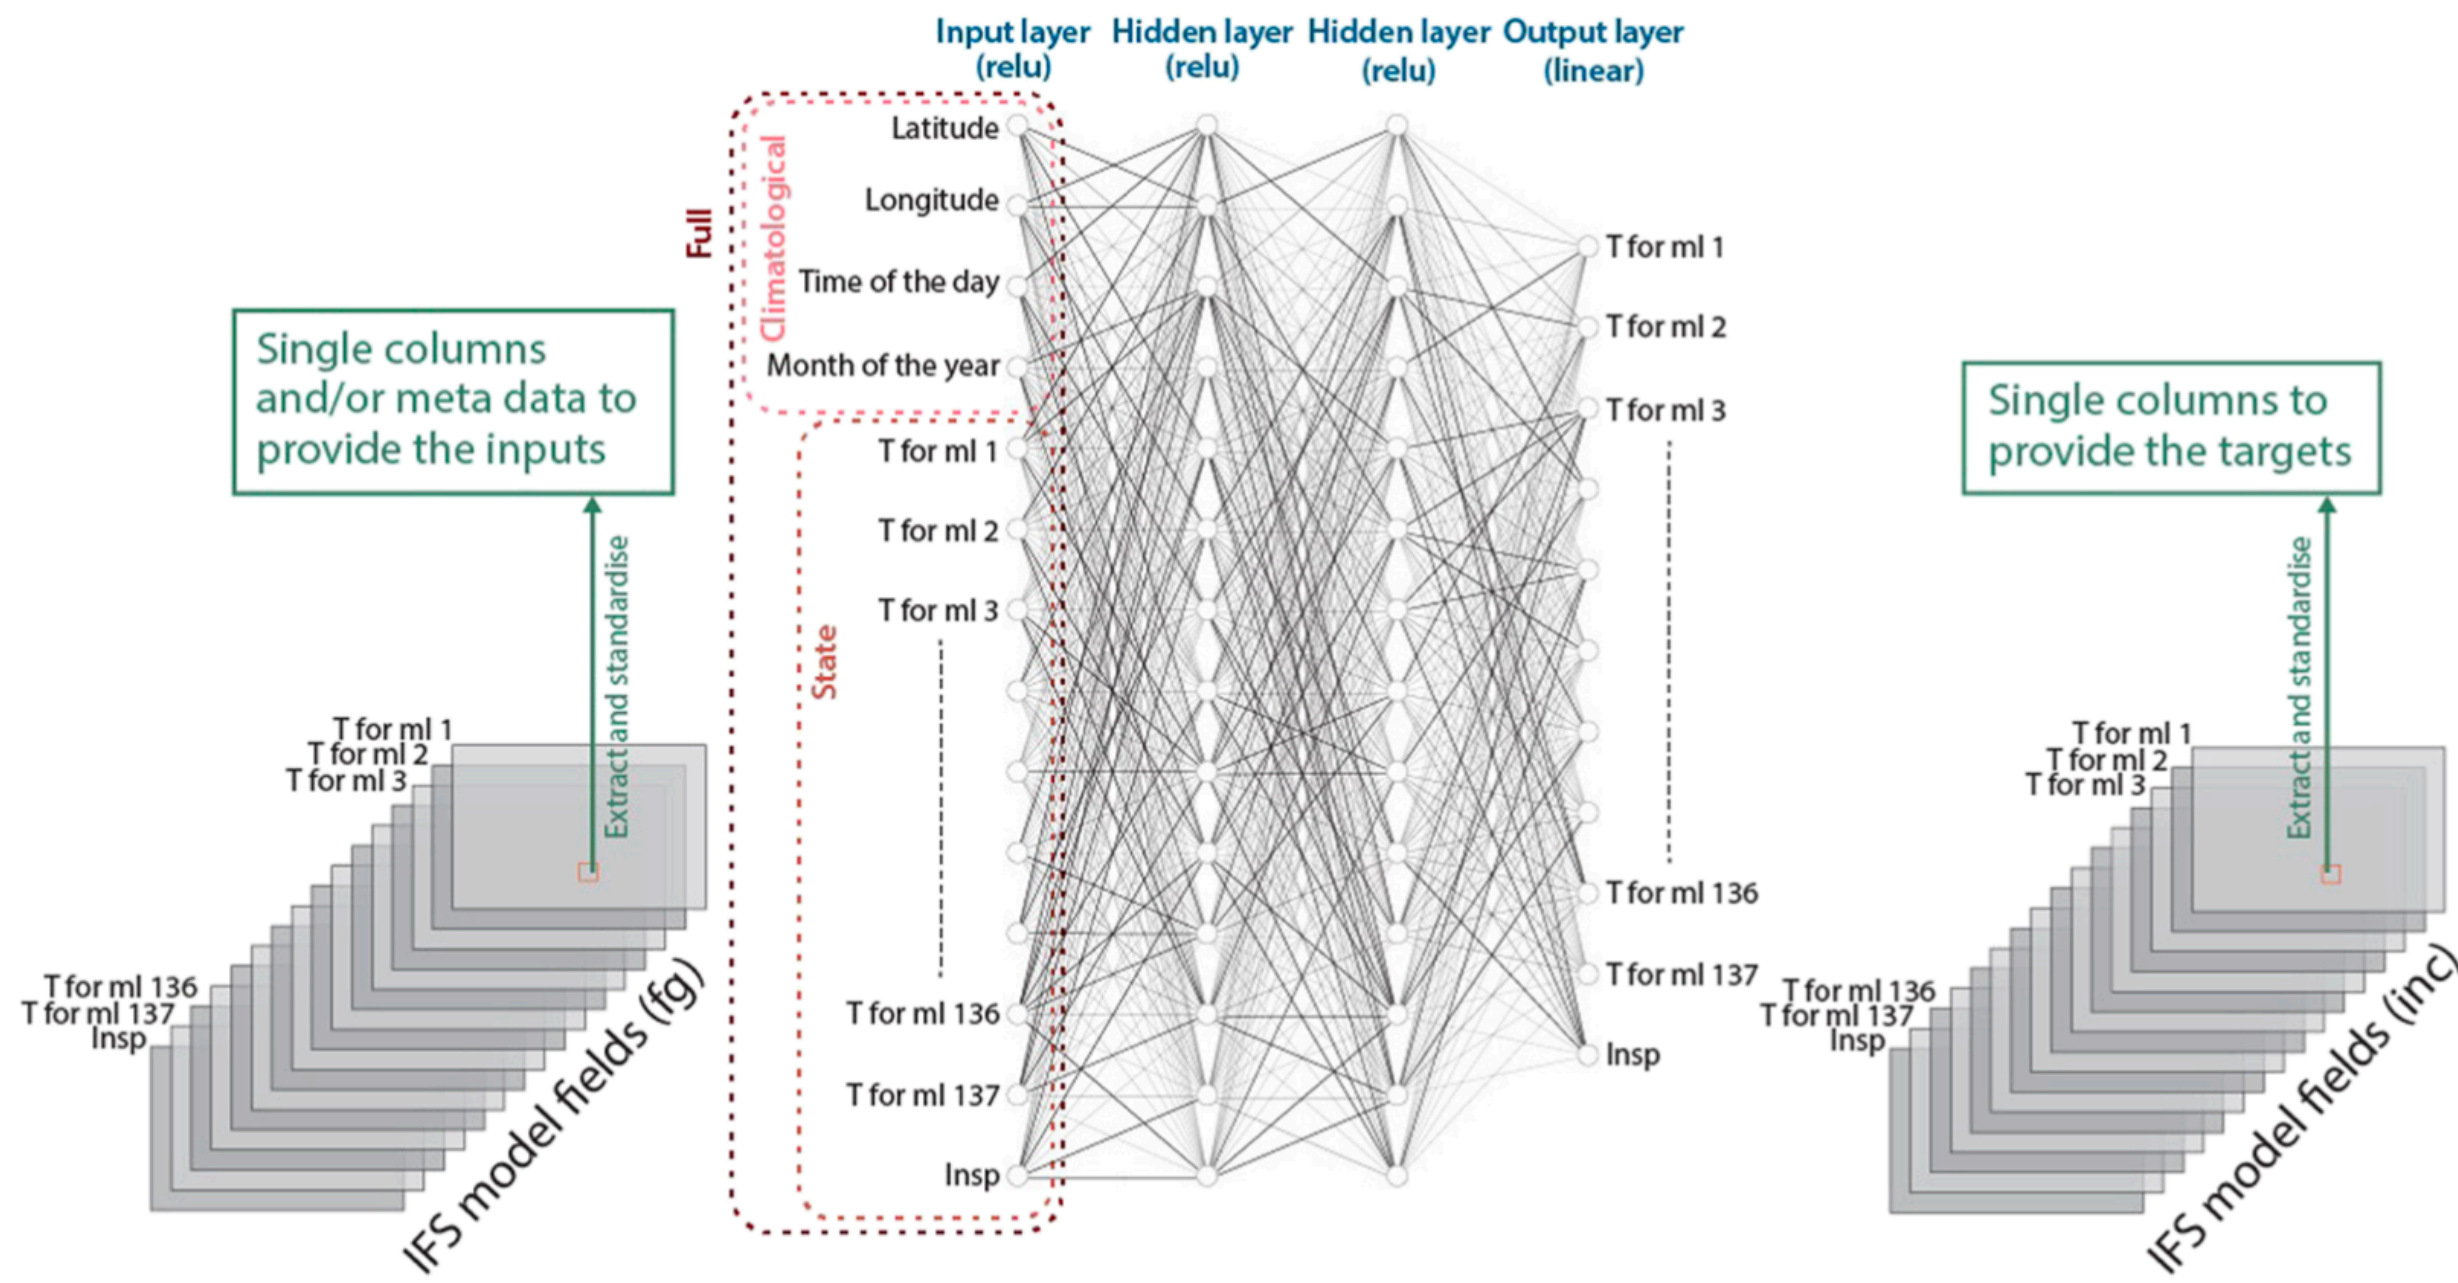 Input layer
(relu)
Hidden layer
(relu)
Hidden layer
(relu)
Output layer
(linear)
Full
Climatological
State
Latitude
Longitude
Time of the day
Month of the year
T for ml 1
T for ml 2
T for ml 3
T for ml 136
T for ml 137
lnsp
T for ml 1
T for ml 2
T for ml 3
T for ml 136
T for ml 137
lnsp
Single columns
and/or meta data to
provide the inputs
Extract and standardise
T for ml 1
T for ml 2
T for ml 3
T for ml 136
T for ml 137
lnsp
IFS model fields (fg)
Single columns to
provide the targets
Extract and standardise
T for ml 1
T for ml 2
T for ml 3
T for ml 136
T for ml 137
lnsp
IFS model fields (inc)